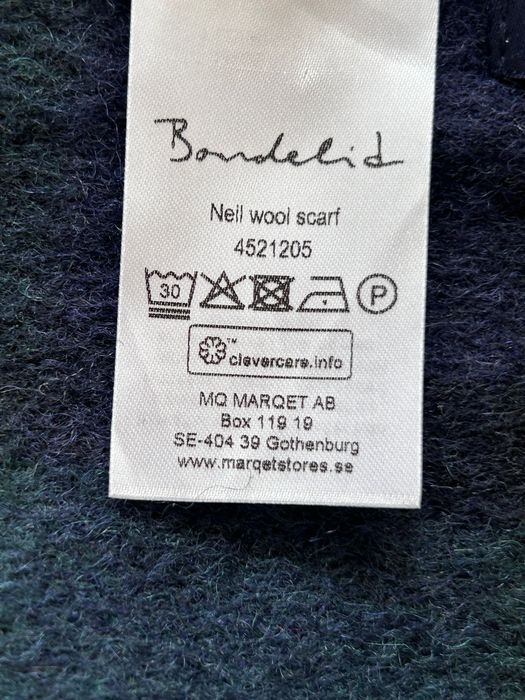 Bondelid
Neil wool scarf
4521205
30 P
™
clevercare.info
MQ MARQET AB
Box 119 19
SE-404 39 Gothenburg
www.marqetstores.se